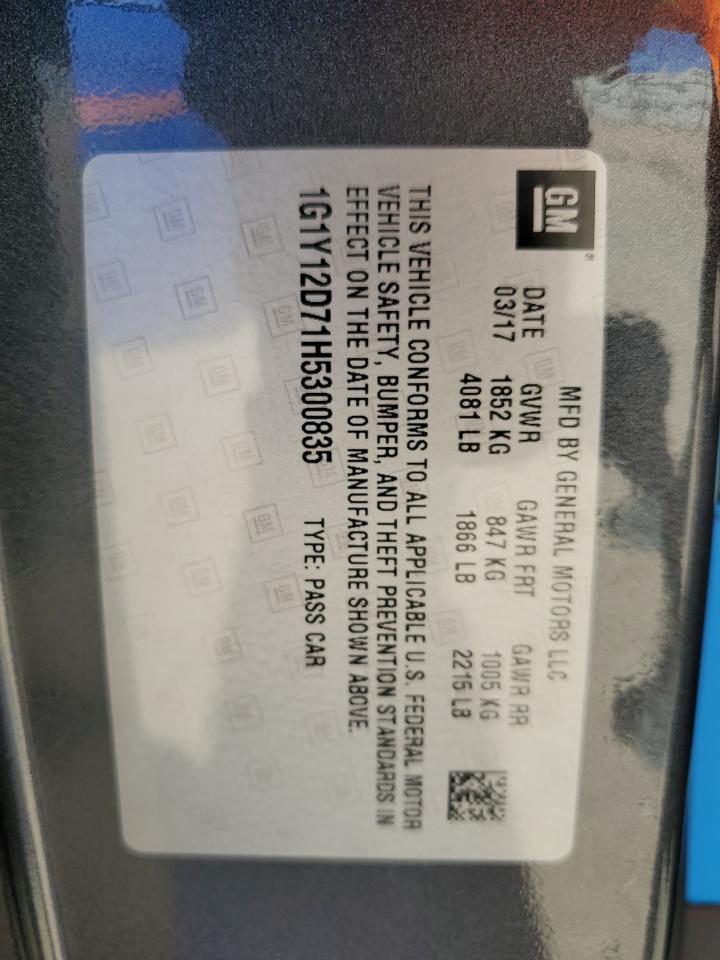 GM®
MFD BY GENERAL MOTORS LLC
DATE GVWR GAWR FRT GAWR RR
03/17 1852 KG 847 KG 1005 KG
4081 LB 1866 LB 2215 LB
THIS VEHICLE CONFORMS TO ALL APPLICABLE U.S. FEDERAL MOTOR
VEHICLE SAFETY, BUMPER, AND THEFT PREVENTION STANDARDS IN
EFFECT ON THE DATE OF MANUFACTURE SHOWN ABOVE.
1G1Y12D71H5300835 TYPE: PASS CAR